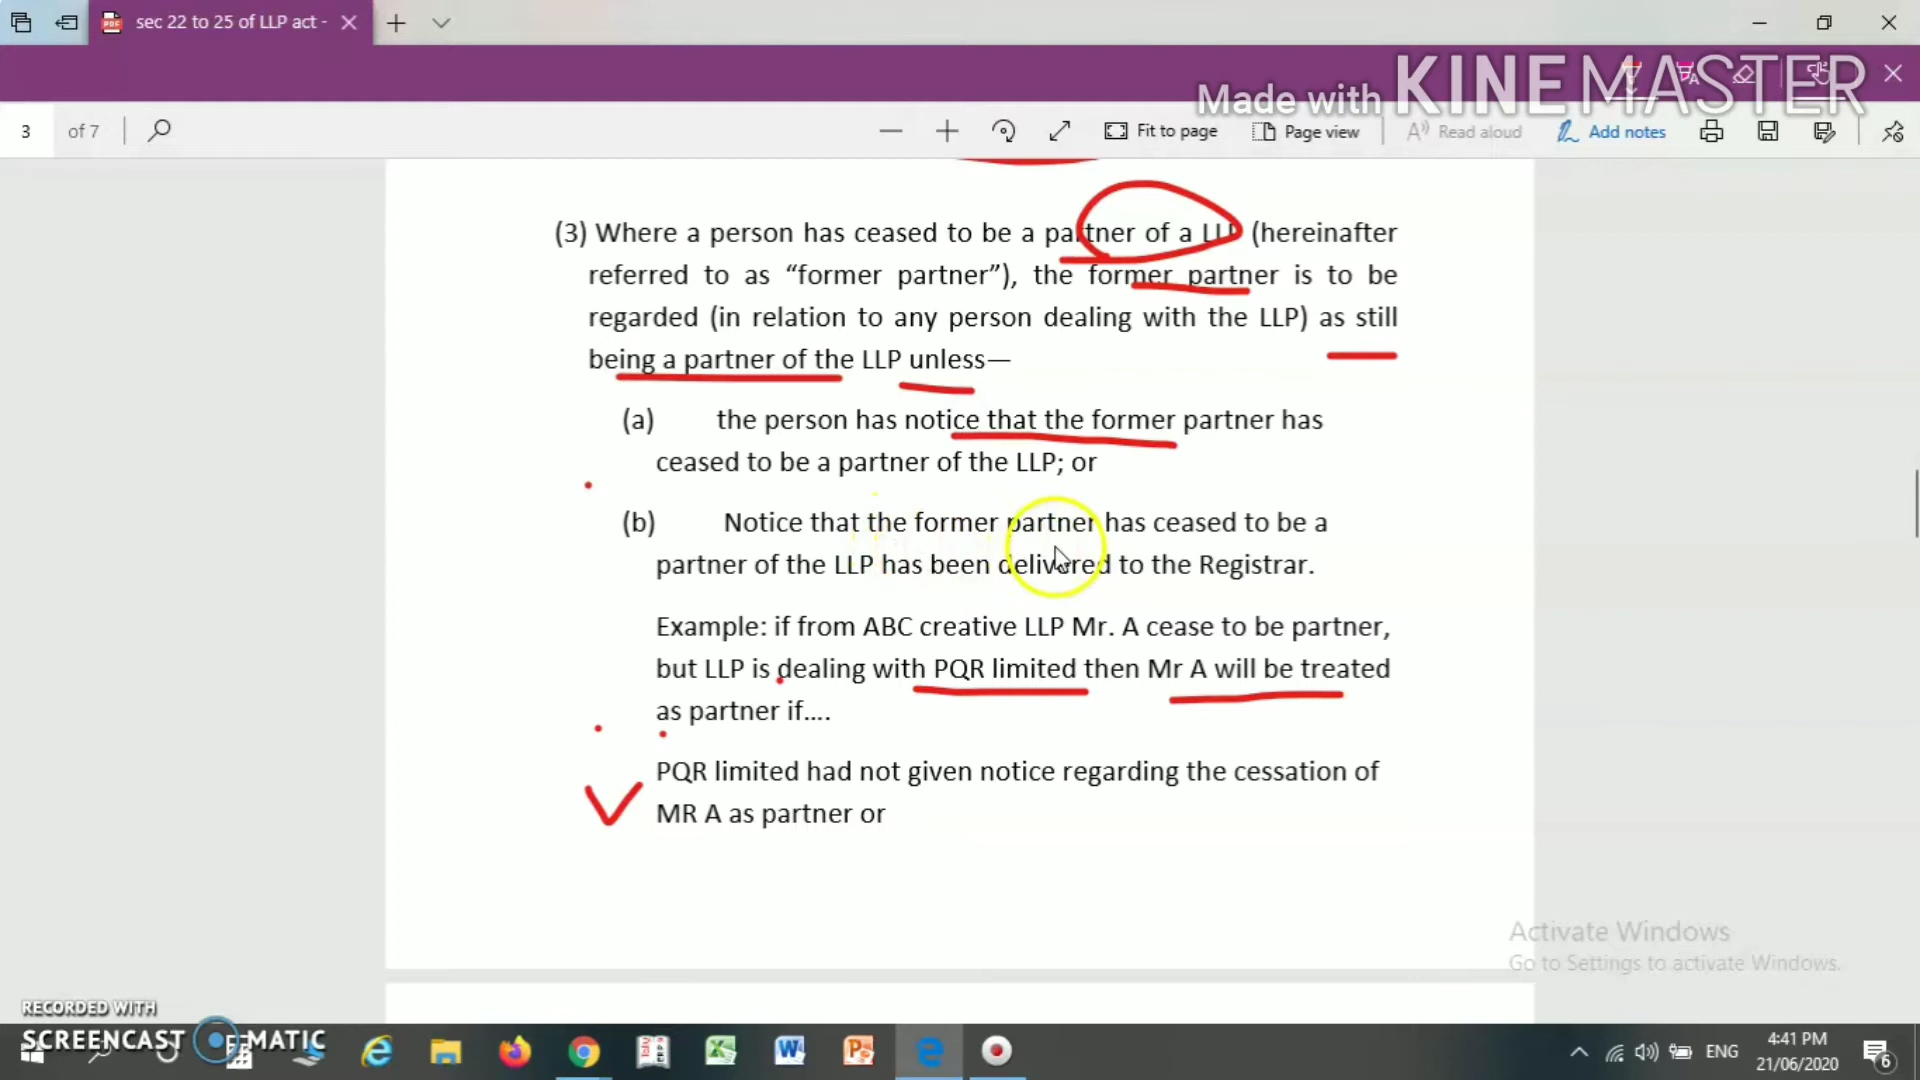 sec 22 to 25 of LLP act -
Made with KINEMASTER
3 of 7
Fit to page
Page view
Read aloud
Add notes
(3) Where a person has ceased to be a partner of a LLP (hereinafter
referred to as “former partner”), the former partner is to be
regarded (in relation to any person dealing with the LLP) as still
being a partner of the LLP unless—
(a) the person has notice that the former partner has
ceased to be a partner of the LLP; or
(b) Notice that the former partner has ceased to be a
partner of the LLP has been delivered to the Registrar.
Example: if from ABC creative LLP Mr. A cease to be partner,
but LLP is dealing with PQR limited then Mr A will be treated
as partner if....
PQR limited had not given notice regarding the cessation of
MR A as partner or
Activate Windows
Go to Settings to activate Windows.
RECORDED WITH
SCREENCAST MATIC
ENG
4:41 PM
21/06/2020
6